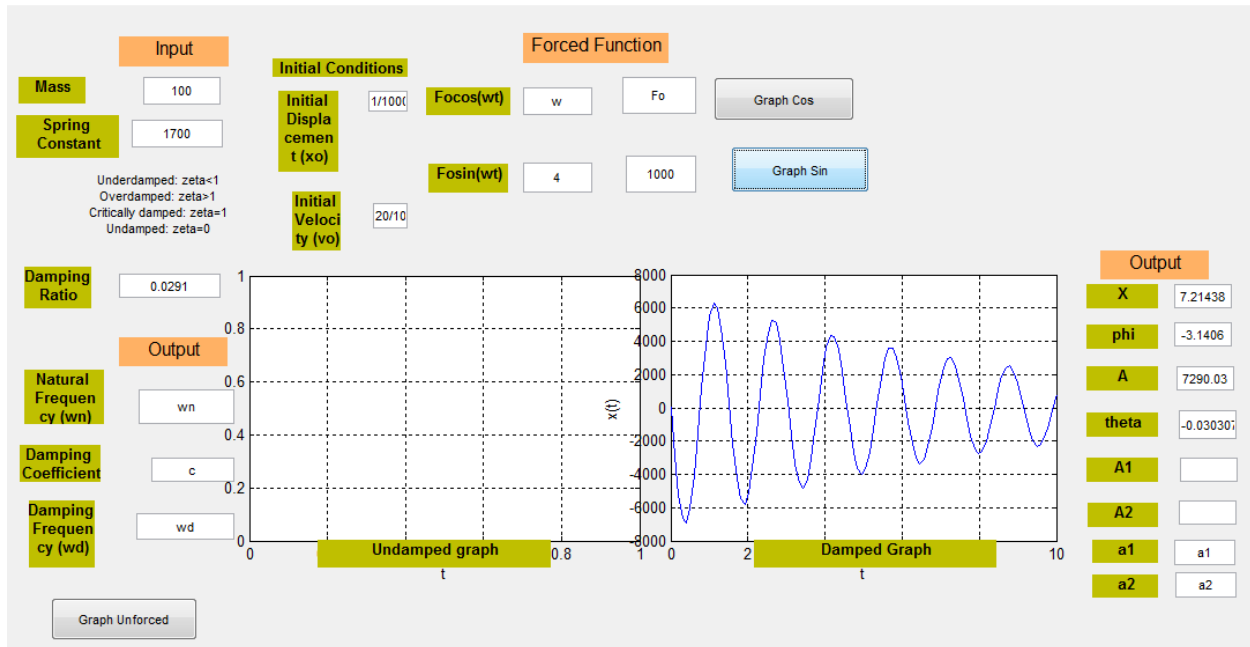 Input
Forced Function
Initial Conditions
Mass
100
Initial
Displa
cemen
t (xo)
1/1000
Focos(wt)
w
Fo
Graph Cos
Spring
Constant
1700
Fosin(wt)
4
1000
Graph Sin
Underdamped: zeta<1
Overdamped: zeta>1
Critically damped: zeta=1
Undamped: zeta=0
Initial
Veloci
ty (vo)
20/10
Damping
Ratio
0.0291
Output
Natural
Frequen
cy (wn)
wn
Damping
Coefficient
c
Damping
Frequen
cy (wd)
wd
Graph Unforced
1
0.8
0.6
0.4
0.2
0
0
0.8
1
Undamped graph
t
8000
6000
4000
2000
0
-2000
-4000
-6000
-8000
x(t)
0
2
10
Damped Graph
t
Output
X
7.21438
phi
-3.1406
A
7290.03
theta
-0.030307
A1
A2
a1
a1
a2
a2